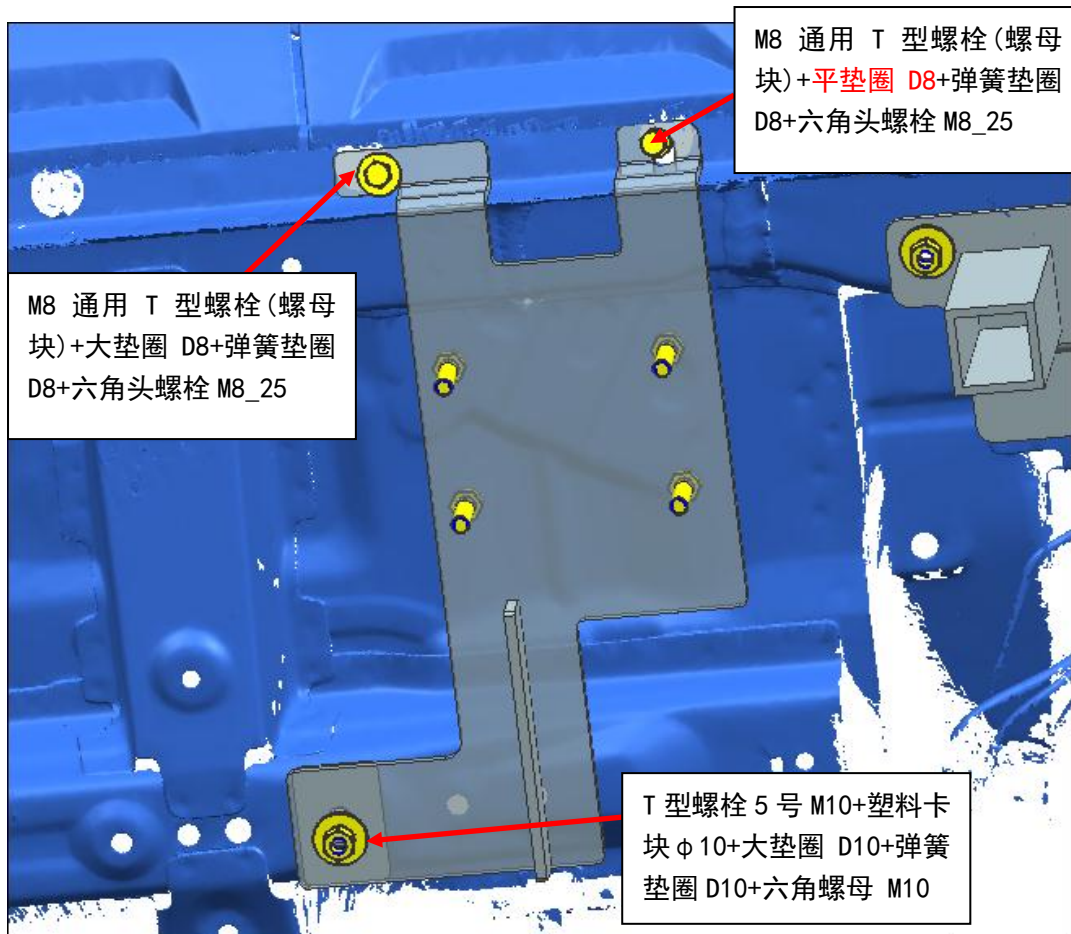 M8 通用 T 型螺栓(螺母
块)+平垫圈 D8+弹簧垫圈
D8+六角头螺栓 M8_25
M8 通用 T 型螺栓(螺母
块)+大垫圈 D8+弹簧垫圈
D8+六角头螺栓 M8_25
T 型螺栓 5 号 M10+塑料卡
块φ10+大垫圈 D10+弹簧
垫圈 D10+六角螺母 M10